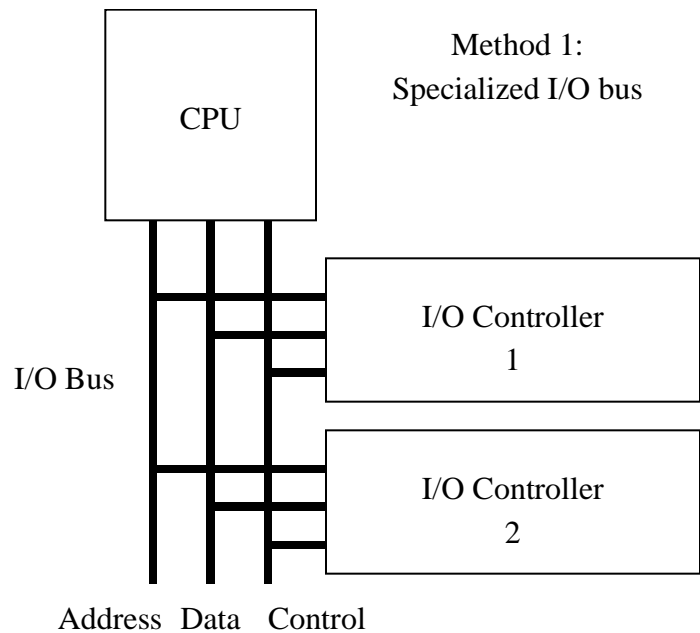 Method 1:
Specialized I/O bus
CPU
I/O Controller
1
I/O Bus
I/O Controller
2
Address Data Control